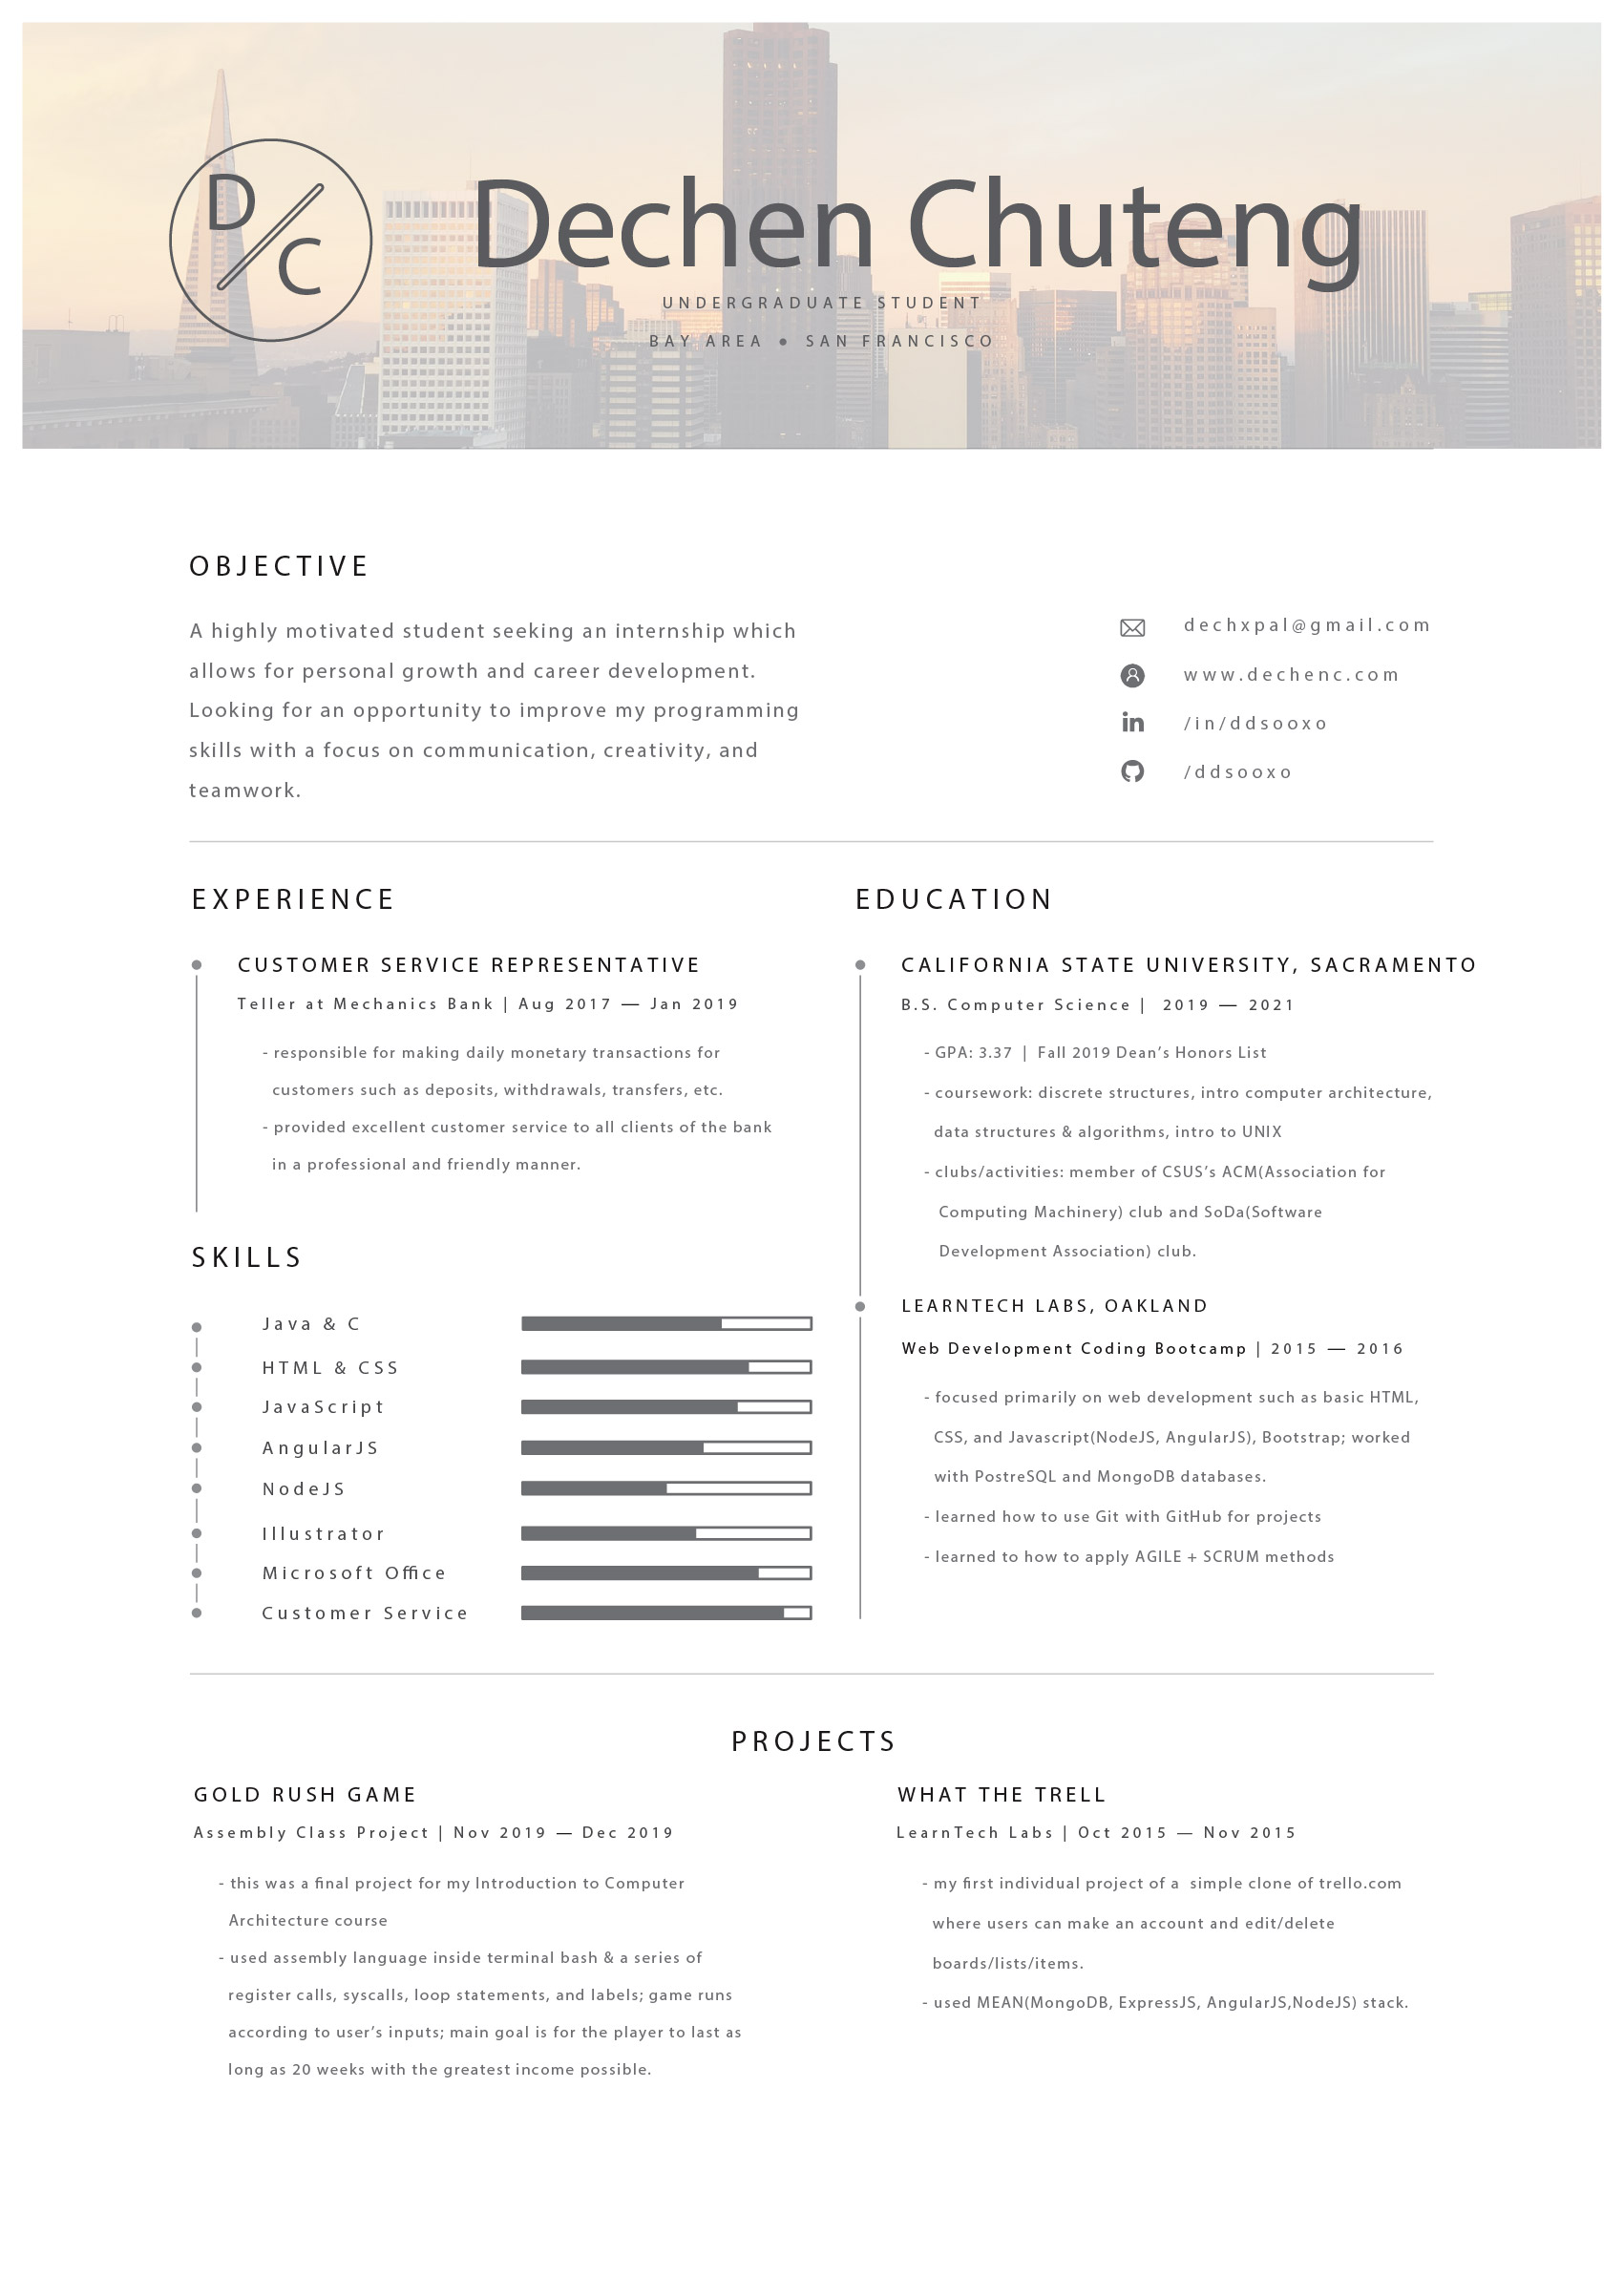 D
C
Dechen Chuteng
UNDERGRADUATE STUDENT
BAY AREA ● SAN FRANCISCO
OBJECTIVE
A highly motivated student seeking an internship which
allows for personal growth and career development.
Looking for an opportunity to improve my programming
skills with a focus on communication, creativity, and
teamwork.
dechxpal@gmail.com
www.dechenc.com
in /in/ddsooxo
/ddsooxo
EXPERIENCE
CUSTOMER SERVICE REPRESENTATIVE
Teller at Mechanics Bank | Aug 2017 — Jan 2019
- responsible for making daily monetary transactions for
customers such as deposits, withdrawals, transfers, etc.
- provided excellent customer service to all clients of the bank
in a professional and friendly manner.
SKILLS
Java & C
HTML & CSS
JavaScript
AngularJS
NodeJS
Illustrator
Microsoft Office
Customer Service
EDUCATION
CALIFORNIA STATE UNIVERSITY, SACRAMENTO
B.S. Computer Science | 2019 — 2021
- GPA: 3.37 | Fall 2019 Dean’s Honors List
- coursework: discrete structures, intro computer architecture,
data structures & algorithms, intro to UNIX
- clubs/activities: member of CSUS’s ACM(Association for
Computing Machinery) club and SoDa(Software
Development Association) club.
LEARNTECH LABS, OAKLAND
Web Development Coding Bootcamp | 2015 — 2016
- focused primarily on web development such as basic HTML,
CSS, and Javascript(NodeJS, AngularJS), Bootstrap; worked
with PostreSQL and MongoDB databases.
- learned how to use Git with GitHub for projects
- learned to how to apply AGILE + SCRUM methods
PROJECTS
GOLD RUSH GAME
Assembly Class Project | Nov 2019 — Dec 2019
- this was a final project for my Introduction to Computer
Architecture course
- used assembly language inside terminal bash & a series of
register calls, syscalls, loop statements, and labels; game runs
according to user’s inputs; main goal is for the player to last as
long as 20 weeks with the greatest income possible.
WHAT THE TRELL
LearnTech Labs | Oct 2015 — Nov 2015
- my first individual project of a simple clone of trello.com
where users can make an account and edit/delete
boards/lists/items.
- used MEAN(MongoDB, ExpressJS, AngularJS,NodeJS) stack.